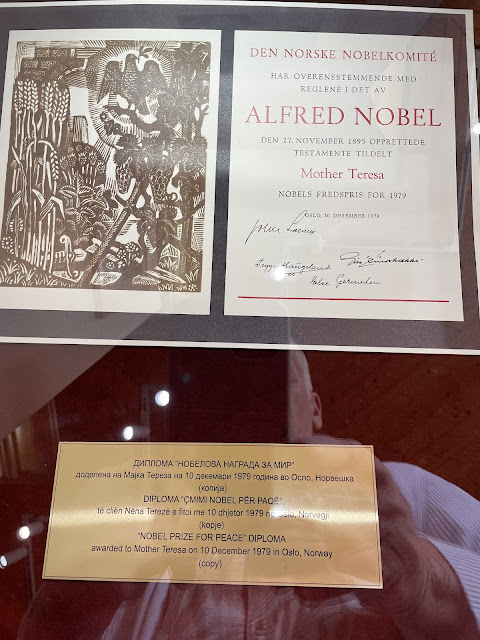 DEN NORSKE NOBELKOMITÉ
HAR OVERENSSTEMMENDE MED
REGLENE I DET AV
ALFRED NOBEL
DEN 27. NOVEMBER 1895 OPPRETTEDE
TESTAMENTE TILDELT
Mother Teresa
NOBELS FREDSPRIS FOR 1979
OSLO, 10. DESEMBER 1979
ДИПЛОМА "НОБЕЛОВА НАГРАДА ЗА МИР"
доделена на Мајка Тереза на 10 декември 1979 година во Осло, Норвешка
(копија)
DIPLOMA "ÇMIMI NOBEL PËR PAQË"
të cilën Nëna Terezë e fitoi më 10 dhjetor 1979 në Oslo, Norvegji
(kopje)
"NOBEL PRIZE FOR PEACE" DIPLOMA
awarded to Mother Teresa on 10 December 1979 in Oslo, Norway
(copy)